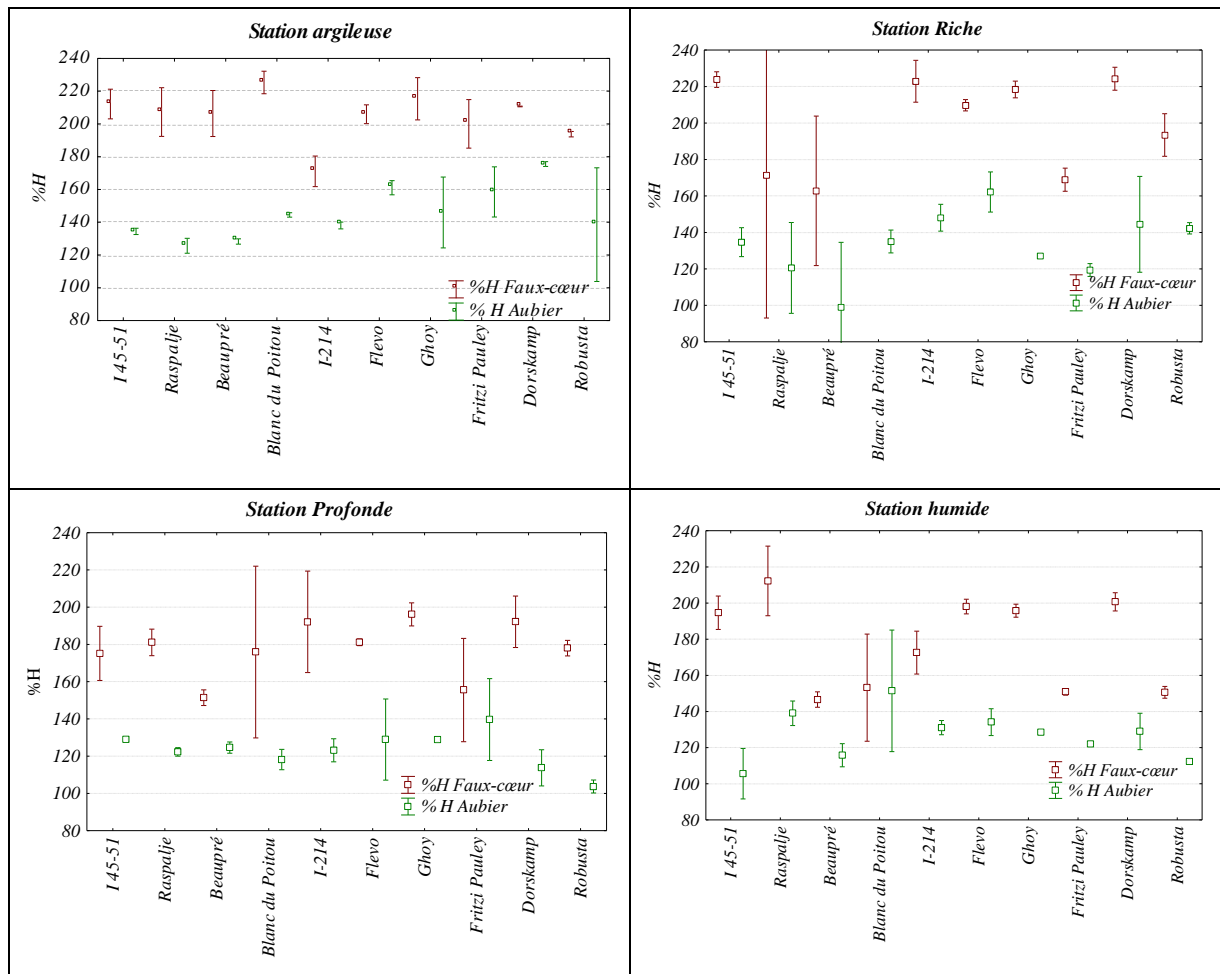 Station argileuse
240
220
200
180
160
140
120
100
80
%H
%H Faux-cœur
% H Aubier
I 45-51
Raspalje
Beaupré
Blanc du Poitou
I-214
Flevo
Ghoy
Fritzi Pauley
Dorskamp
Robusta
Station Riche
240
220
200
180
160
140
120
100
80
%H
%H Faux-cœur
% H Aubier
I 45-51
Raspalje
Beaupré
Blanc du Poitou
I-214
Flevo
Ghoy
Fritzi Pauley
Dorskamp
Robusta
Station Profonde
240
220
200
180
160
140
120
100
80
%H
%H Faux-cœur
% H Aubier
I 45-51
Raspalje
Beaupré
Blanc du Poitou
I-214
Flevo
Ghoy
Fritzi Pauley
Dorskamp
Robusta
Station humide
240
220
200
180
160
140
120
100
80
%H
%H Faux-cœur
% H Aubier
I 45-51
Raspalje
Beaupré
Blanc du Poitou
I-214
Flevo
Ghoy
Fritzi Pauley
Dorskamp
Robusta